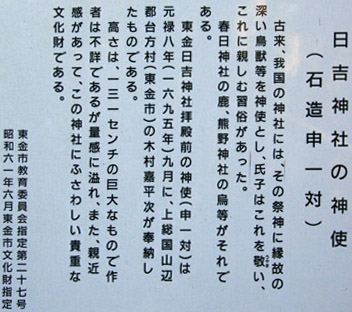 日吉神社の神使
(石造申一対)
古来、我国の神社には、その祭神に縁故の
深い鳥獣等を神使とし、氏子はこれを敬い、
これに親しむ習俗があった。
春日神社の鹿、熊野神社の烏等がそれで
ある。
東金日吉神社拝殿前の神使(申一対)は
元禄八年(一六九五年)九月に、上総国山辺
郡台方村(東金市)の木村嘉平次が奉納し
たものである。
高さは、一三一センチの巨大なもので作
者は不詳であるが量感に溢れ、また、親近
感があって、この神社にふさわしい貴重な
文化財である。
東金市教育委員会指定第二十七号
昭和六一年六月東金市文化財指定